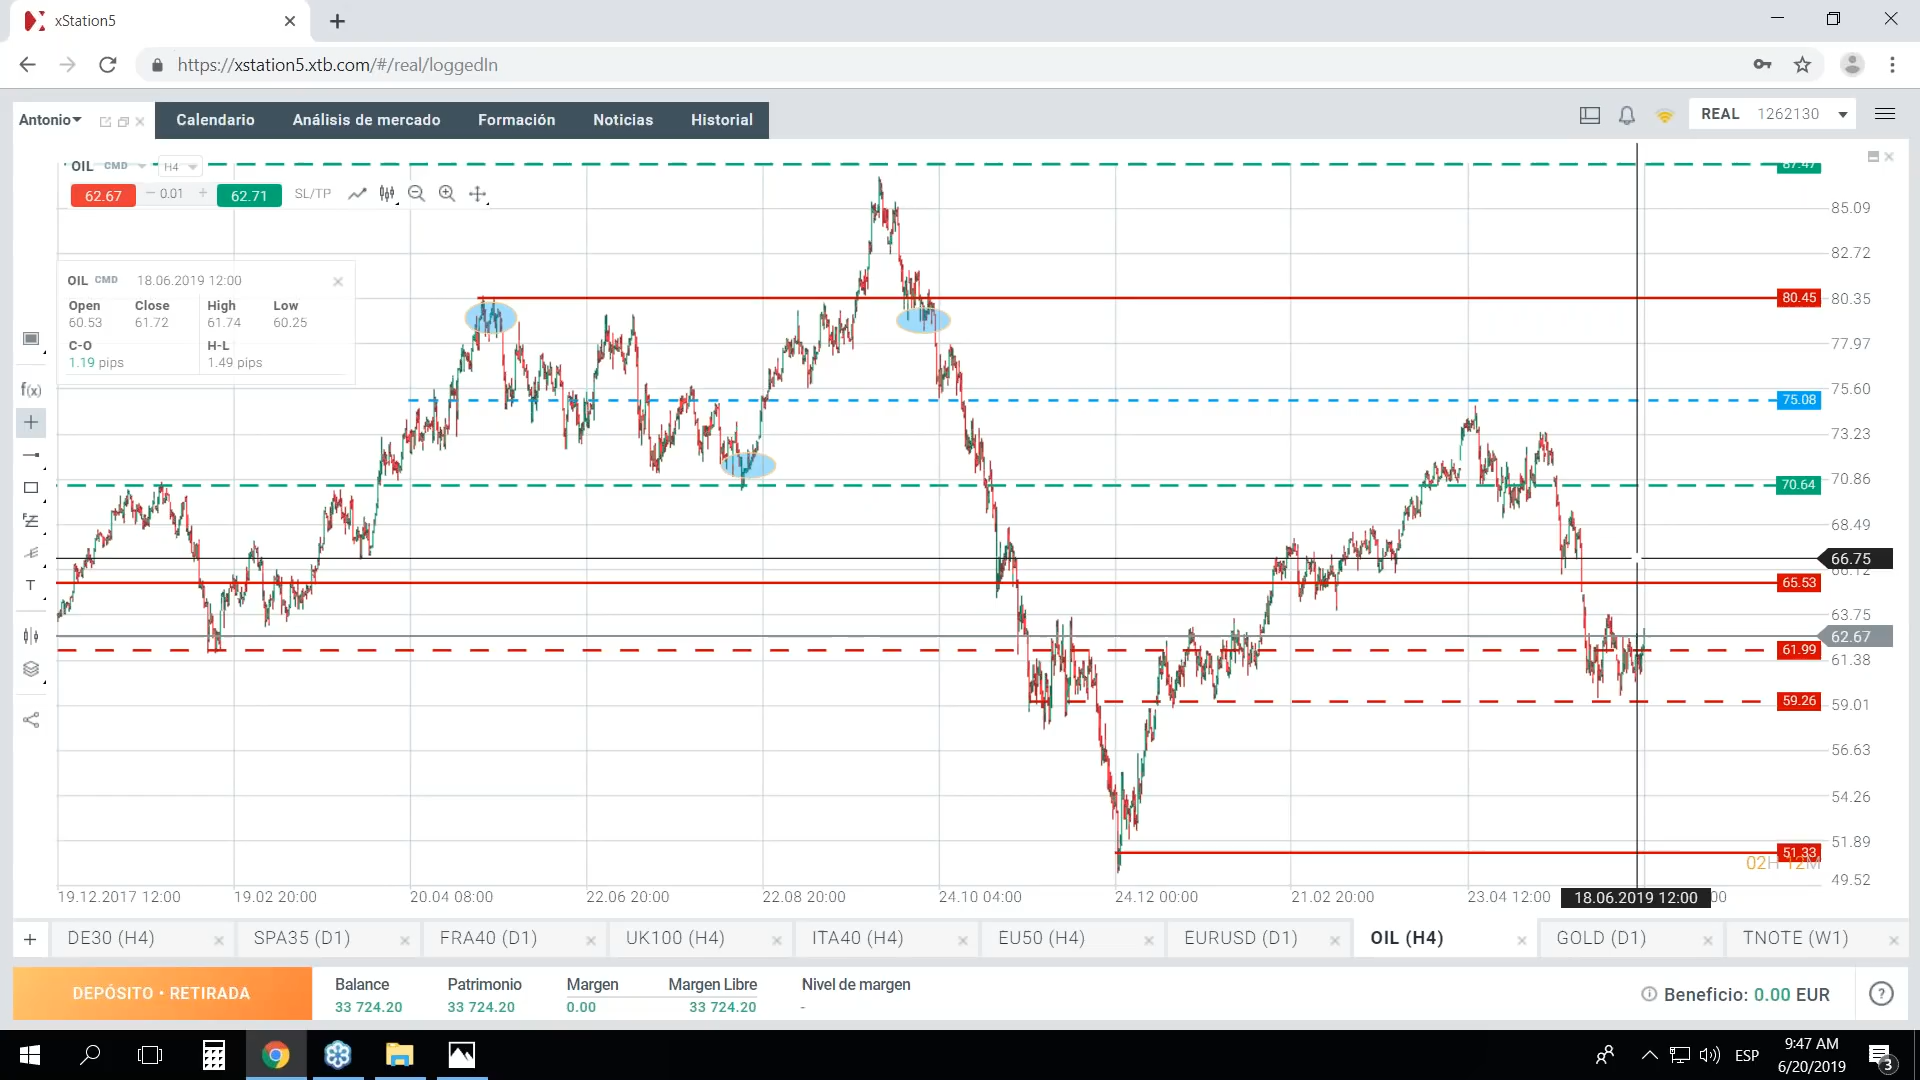 xStation5
https://xstation5.xtb.com/#/real/loggedIn
Antonio
Calendario Análisis de mercado Formación Noticias Historial
REAL 1262130
OIL CMD H4
62.67 0.01 62.71 SL/TP
OIL CMD 18.06.2019 12:00
Open Close High Low
60.53 61.72 61.74 60.25
C-O H-L
1.19 pips 1.49 pips
f(x)
T
87.47
85.09
82.72
80.45 80.35
77.97
75.60
75.08
73.23
70.86
70.64
68.49
66.75
66.12
65.53
63.75
62.67
61.99
61.38
59.26 59.01
56.63
54.26
51.89
51.33
02H 12M
49.52
19.12.2017 12:00 19.02 20:00 20.04 08:00 22.06 20:00 22.08 20:00 24.10 04:00 24.12 00:00 21.02 20:00 23.04 12:00 18.06.2019 12:00 :00
DE30 (H4) SPA35 (D1) FRA40 (D1) UK100 (H4) ITA40 (H4) EU50 (H4) EURUSD (D1) OIL (H4) GOLD (D1) TNOTE (W1)
DEPÓSITO • RETIRADA
Balance Patrimonio Margen Margen Libre Nivel de margen
33 724.20 33 724.20 0.00 33 724.20 -
Beneficio: 0.00 EUR
ESP
9:47 AM
6/20/2019
3